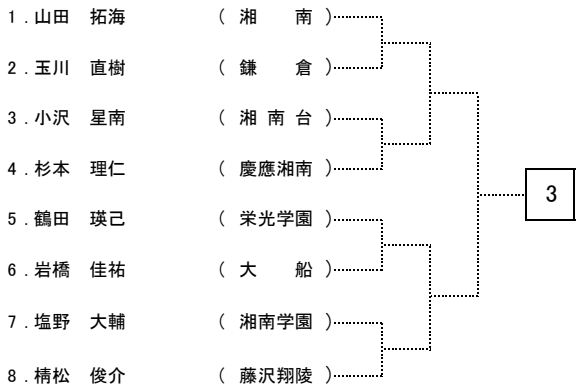 1．山田　拓海　（　湘　　南　）
2．玉川　直樹　（　鎌　　倉　）
3．小沢　星南　（　湘 南 台　）
4．杉本　理仁　（　慶應湘南　）
5．鶴田　瑛己　（　栄光学園　）
6．岩橋　佳祐　（　大　　船　）
7．塩野　大輔　（　湘南学園　）
8．棈松　俊介　（　藤沢翔陵　）
3